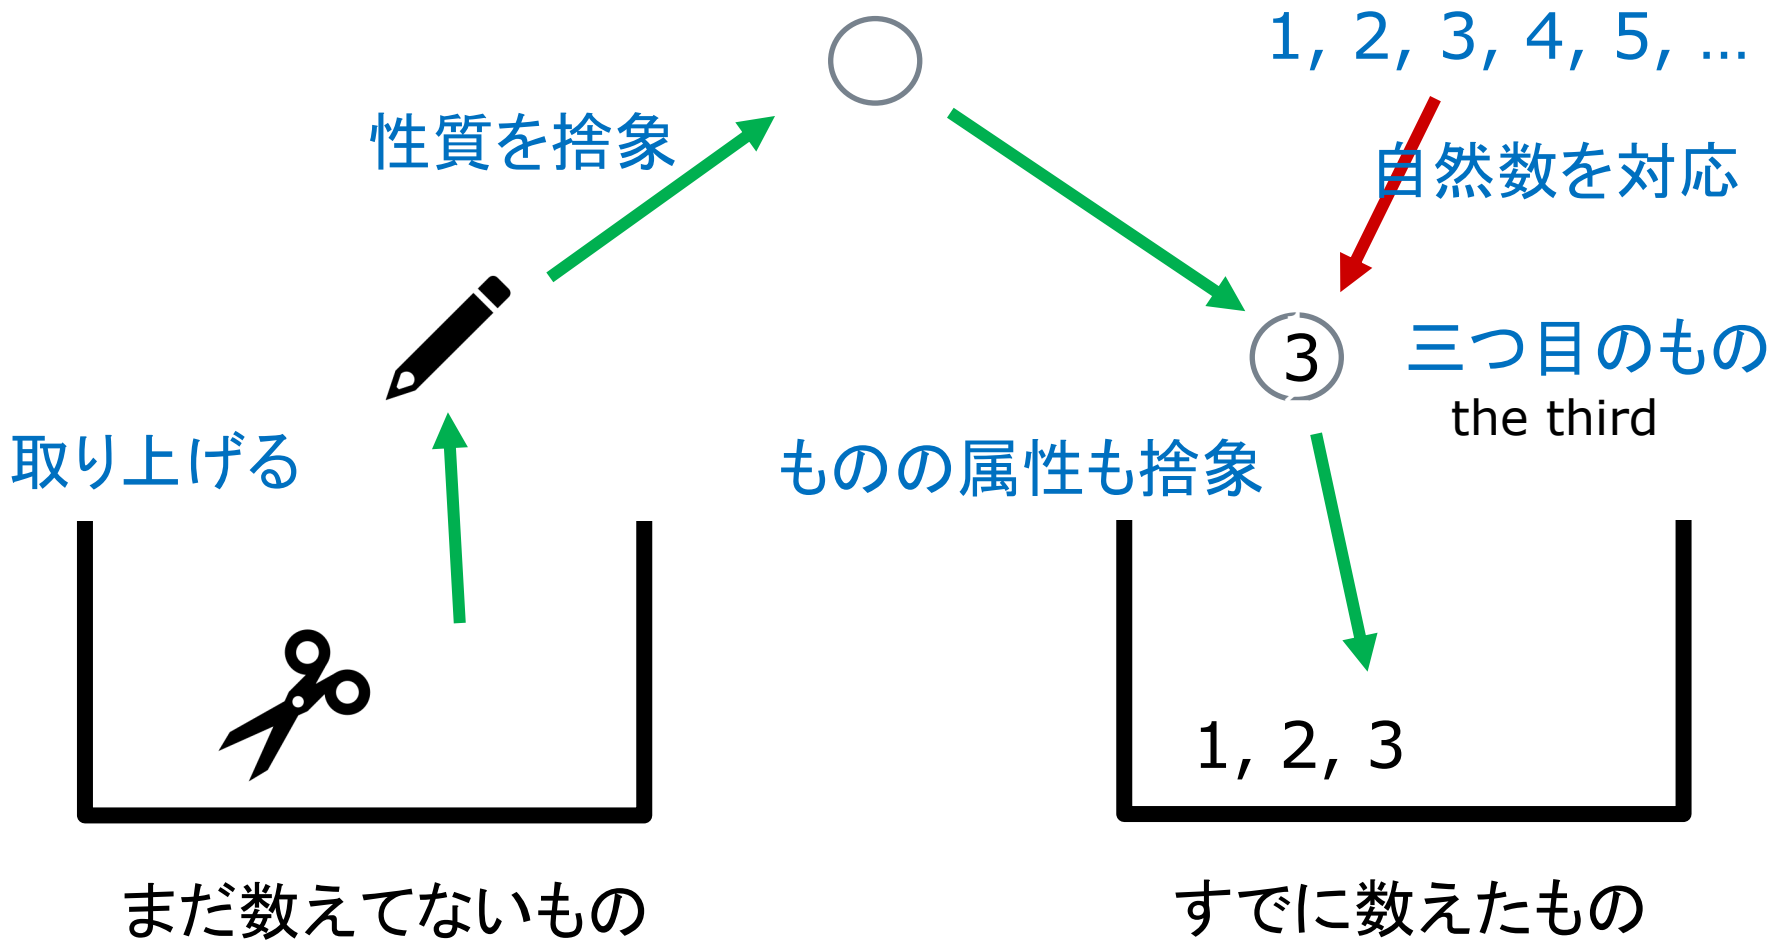 1, 2, 3, 4, 5, …
性質を捨象
自然数を対応
3
三つ目のもの
the third
取り上げる
ものの属性も捨象
1, 2, 3
まだ数えてないもの
すでに数えたもの